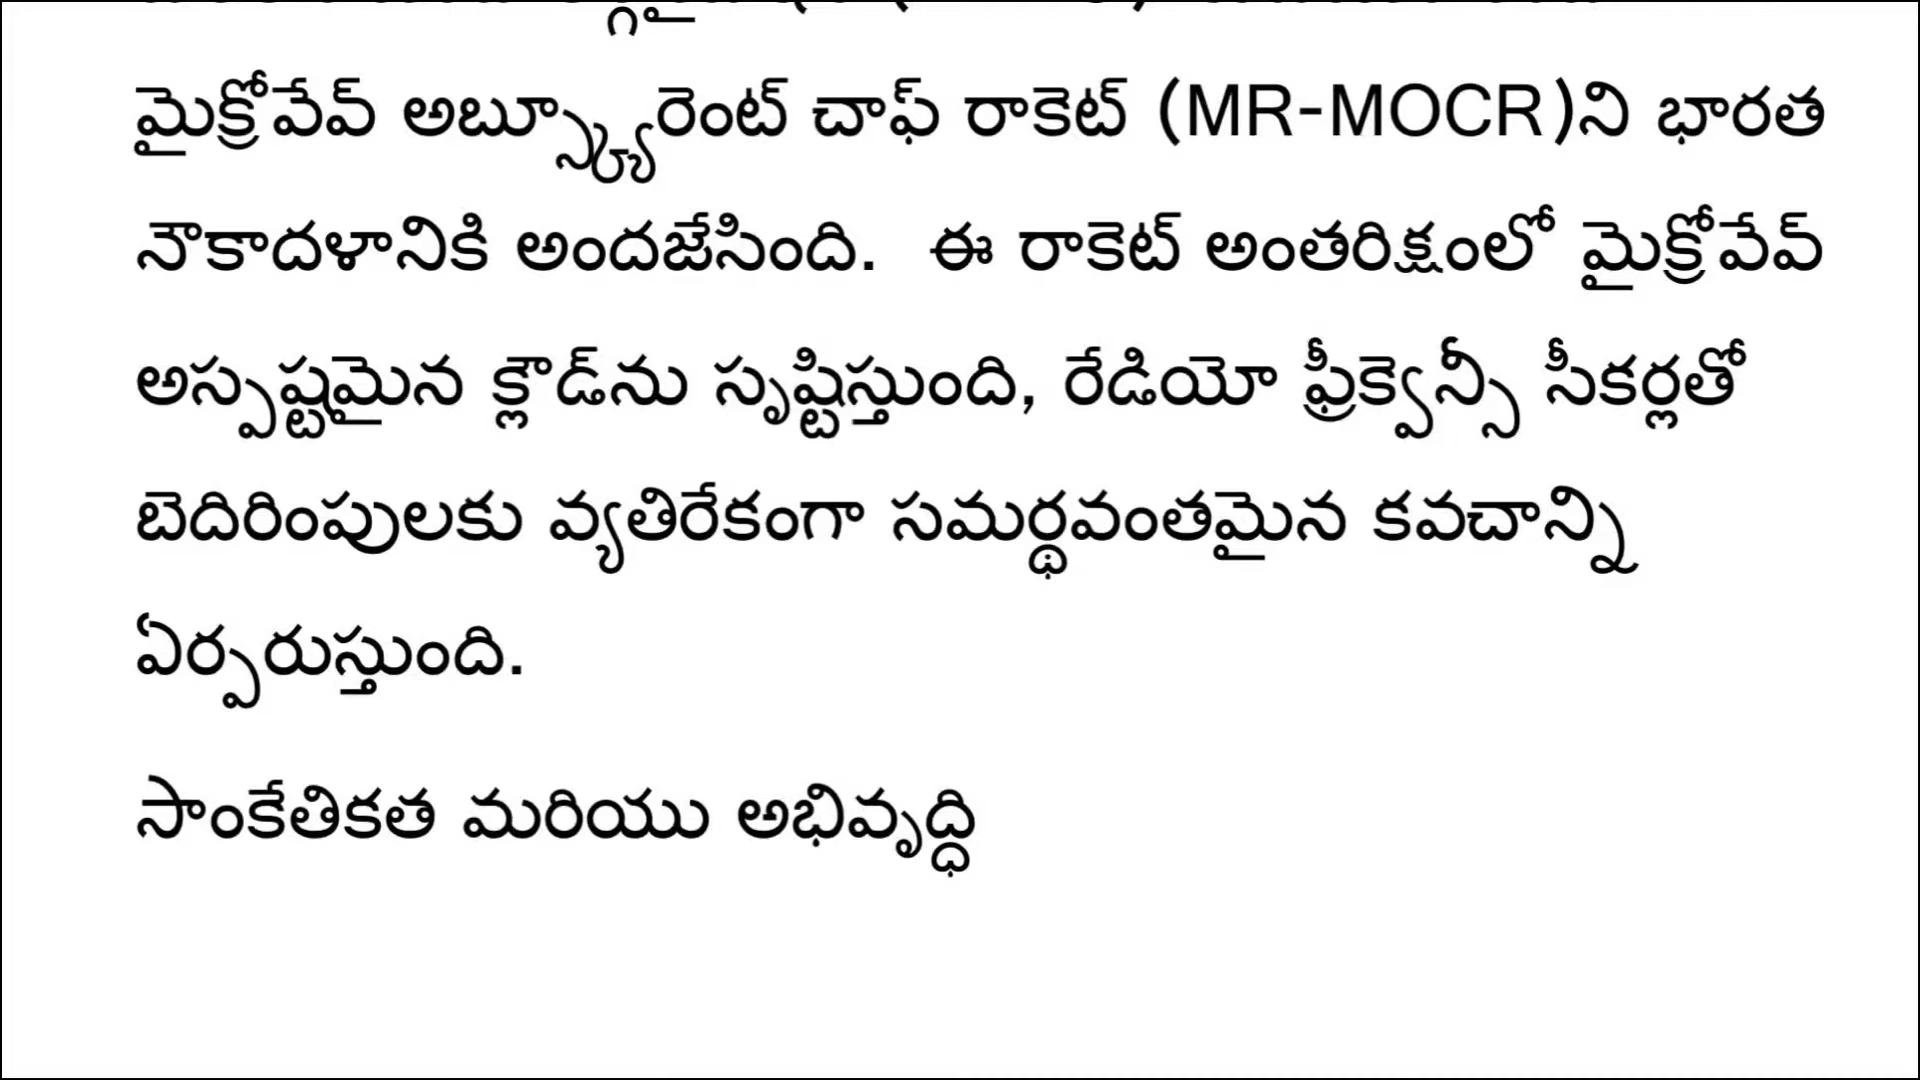 మైక్రోవేవ్ అబ్స్క్యూరెంట్ చాఫ్ రాకెట్ (MR-MOCR)ని భారత
నౌకాదళానికి అందజేసింది. ఈ రాకెట్ అంతరిక్షంలో మైక్రోవేవ్
అస్పష్టమైన క్లౌడ్‌ను సృష్టిస్తుంది, రేడియో ఫ్రీక్వెన్సీ సీకర్లతో
బెదిరింపులకు వ్యతిరేకంగా సమర్థవంతమైన కవచాన్ని
ఏర్పరుస్తుంది.
సాంకేతికత మరియు అభివృద్ధి